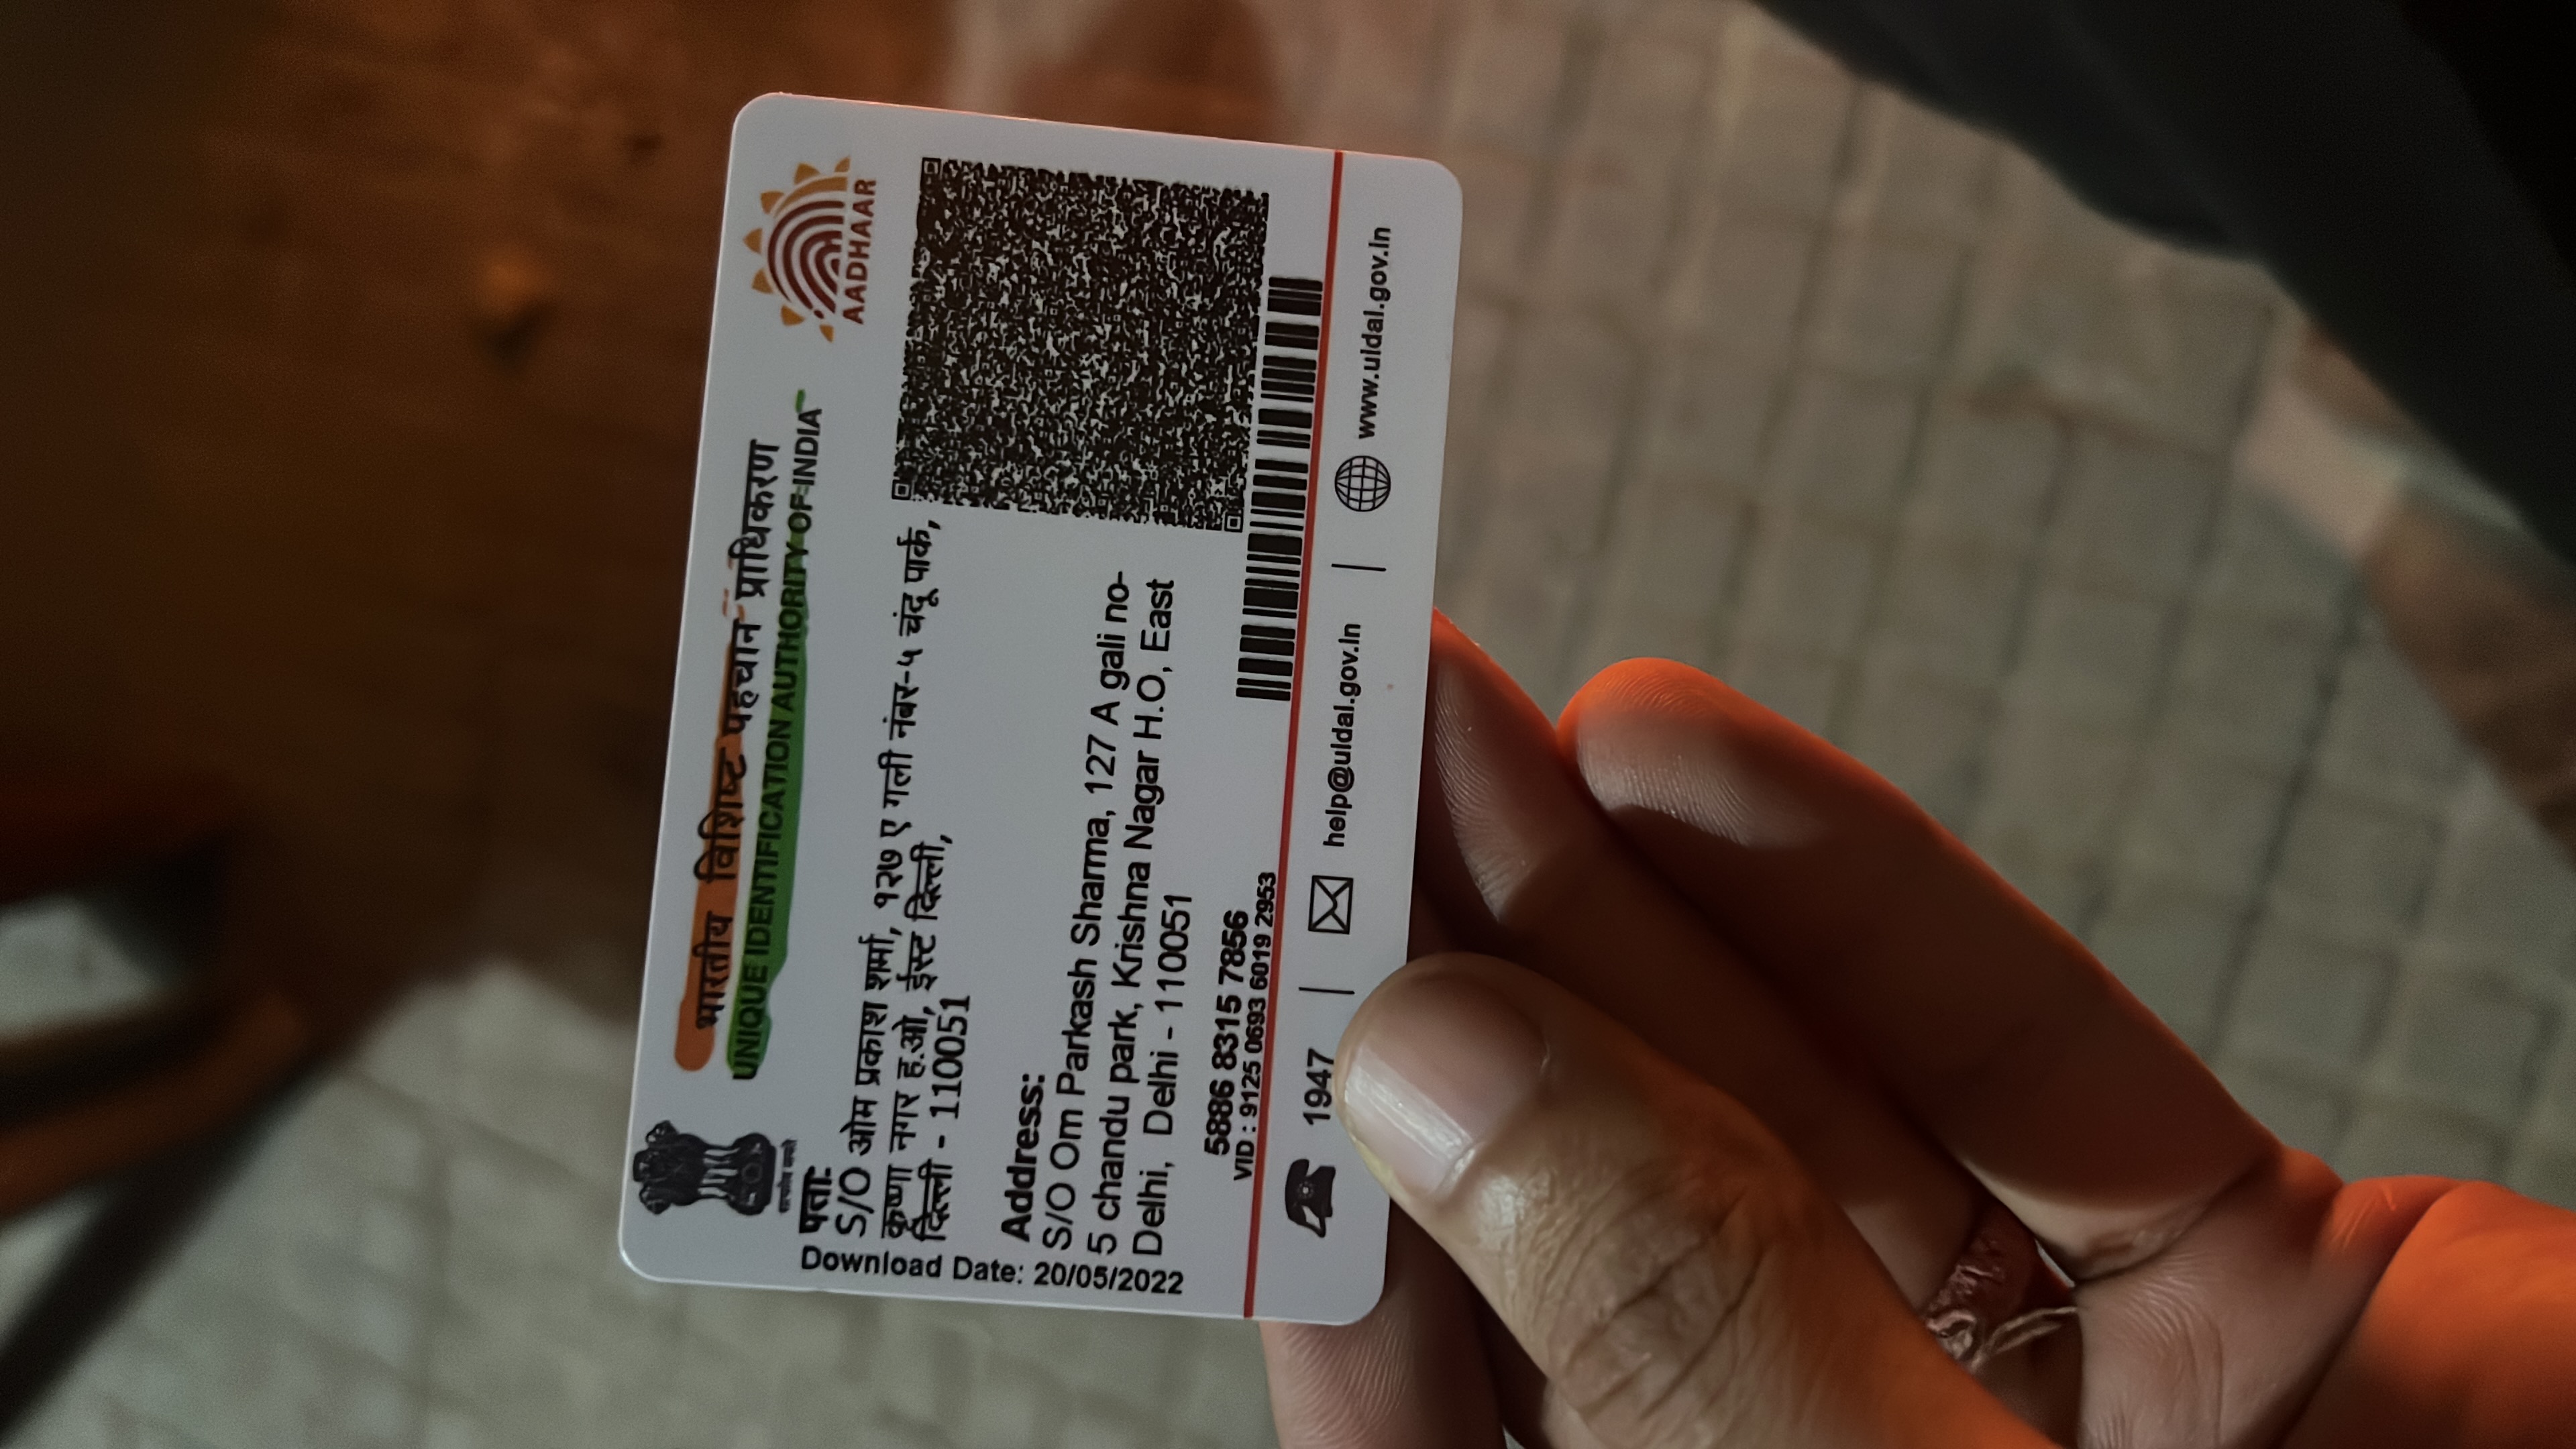 भारतीय विशिष्ट पहचान प्राधिकरण
UNIQUE IDENTIFICATION AUTHORITY OF INDIA
AADHAAR
पता:
S/O ओम प्रकाश शर्मा, १२७ ए गली नंबर-५ चंदू पार्क,
कृष्णा नगर ह.ओ, ईस्ट दिल्ली,
दिल्ली - 110051
Address:
S/O Om Parkash Sharma, 127 A gali no-
5 chandu park, Krishna Nagar H.O, East
Delhi, Delhi - 110051
Download Date: 20/05/2022
5886 8315 7856
VID : 9125 0693 6019 2953
1947 | help@uidai.gov.in | www.uidai.gov.in